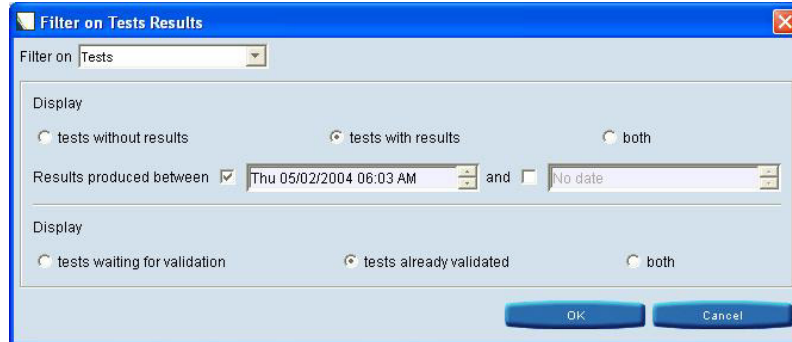 Filter on Tests Results
Filter on Tests
Display
tests without results tests with results both
Results produced between Thu 05/02/2004 06:03 AM and No date
Display
tests waiting for validation tests already validated both
OK Cancel